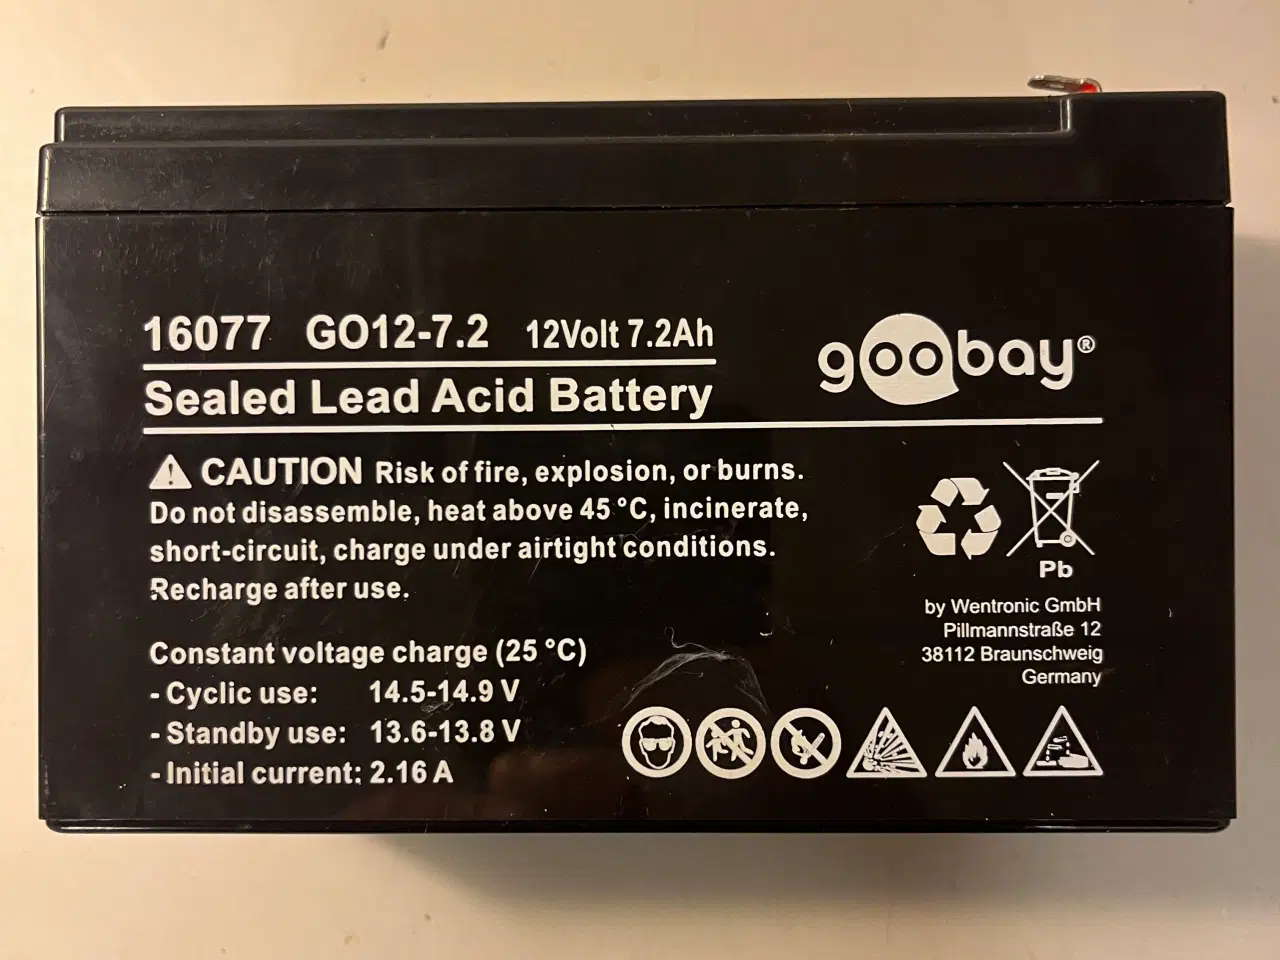 16077 GO12-7.2 12Volt 7.2Ah
Sealed Lead Acid Battery
goobay®
CAUTION Risk of fire, explosion, or burns.
Do not disassemble, heat above 45 °C, incinerate,
short-circuit, charge under airtight conditions.
Recharge after use.
Constant voltage charge (25 °C)
- Cyclic use: 14.5-14.9 V
- Standby use: 13.6-13.8 V
- Initial current: 2.16 A
Pb
by Wentronic GmbH
Pillmannstraße 12
38112 Braunschweig
Germany